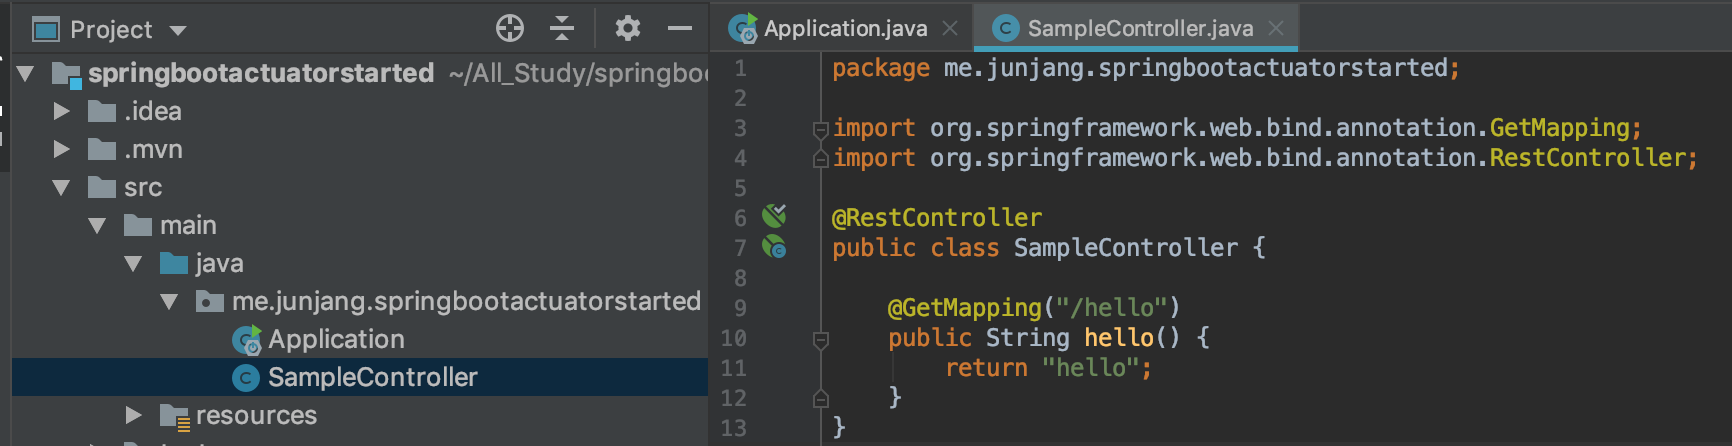 Project
springbootactuatorstarted ~/All_Study/springboo
.idea
.mvn
src
main
java
me.junjang.springbootactuatorstarted
Application
SampleController
resources
Application.java
SampleController.java
1 package me.junjang.springbootactuatorstarted;
2
3 import org.springframework.web.bind.annotation.GetMapping;
4 import org.springframework.web.bind.annotation.RestController;
5
6 @RestController
7 public class SampleController {
8
9 @GetMapping("/hello")
10 public String hello() {
11 return "hello";
12 }
13 }